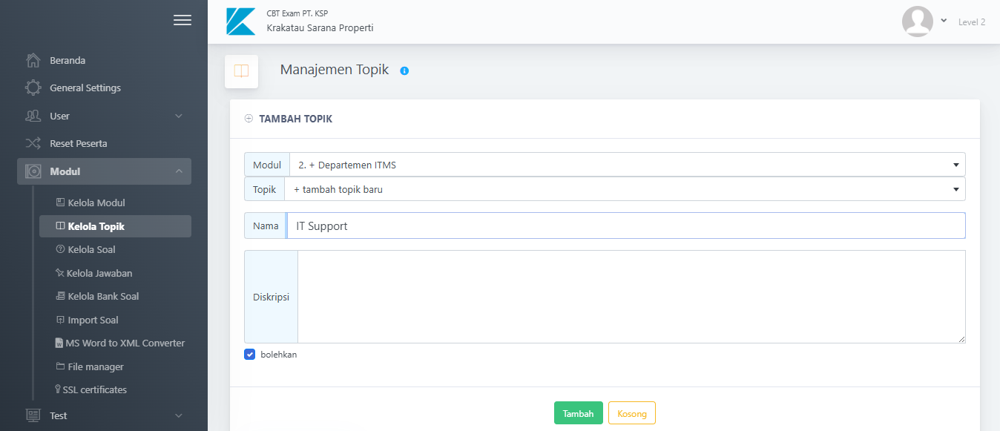 CBT Exam PT. KSP
Krakatau Sarana Properti
Level 2
Beranda
General Settings
User
Reset Peserta
Modul
Kelola Modul
Kelola Topik
Kelola Soal
Kelola Jawaban
Kelola Bank Soal
Import Soal
MS Word to XML Converter
File manager
SSL certificates
Test
Manajemen Topik
TAMBAH TOPIK
Modul 2. + Departemen ITMS
Topik + tambah topik baru
Nama IT Support
Diskripsi
bolehkan
Tambah Kosong